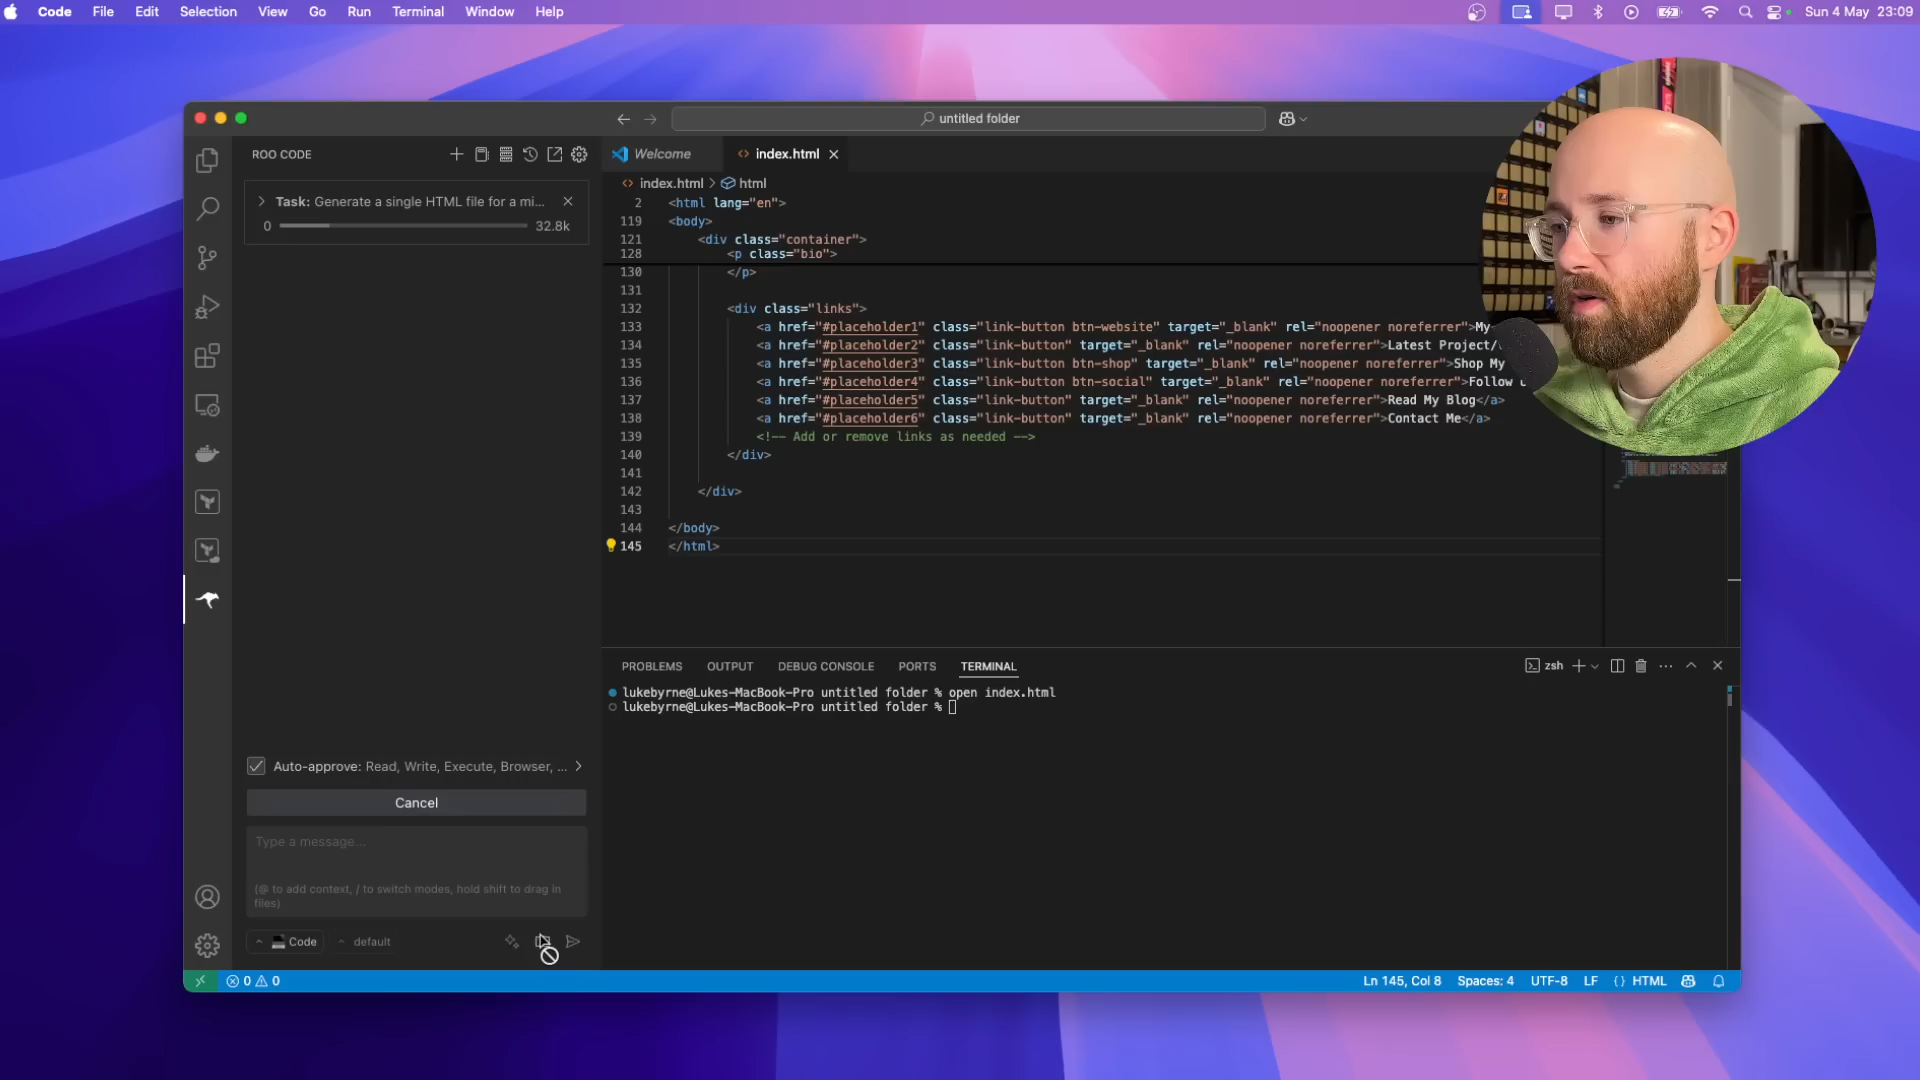 Code File Edit Selection View Go Run Terminal Window Help
Sun 4 May 23:09
untitled folder
ROO CODE
Task: Generate a single HTML file for a mi...
0 32.8k
Welcome
index.html
index.html > html
2 <html lang="en">
119 <body>
121 <div class="container">
128 <p class="bio">
130 </p>
131
132 <div class="links">
133 <a href="#placeholder1" class="link-button btn-website" target="_blank" rel="noopener noreferrer">My
134 <a href="#placeholder2" class="link-button" target="_blank" rel="noopener noreferrer">Latest Project/
135 <a href="#placeholder3" class="link-button btn-shop" target="_blank" rel="noopener noreferrer">Shop My
136 <a href="#placeholder4" class="link-button btn-social" target="_blank" rel="noopener noreferrer">Follow
137 <a href="#placeholder5" class="link-button" target="_blank" rel="noopener noreferrer">Read My Blog</a>
138 <a href="#placeholder6" class="link-button" target="_blank" rel="noopener noreferrer">Contact Me</a>
139 <!-- Add or remove links as needed -->
140 </div>
141
142 </div>
143
144 </body>
145 </html>
PROBLEMS OUTPUT DEBUG CONSOLE PORTS TERMINAL
zsh
lukebyrne@Lukes-MacBook-Pro untitled folder % open index.html
lukebyrne@Lukes-MacBook-Pro untitled folder %
Auto-approve: Read, Write, Execute, Browser, ...
Cancel
Type a message...
(@ to add context, / to switch modes, hold shift to drag in
files)
Code default
0 0
Ln 145, Col 8 Spaces: 4 UTF-8 LF {} HTML